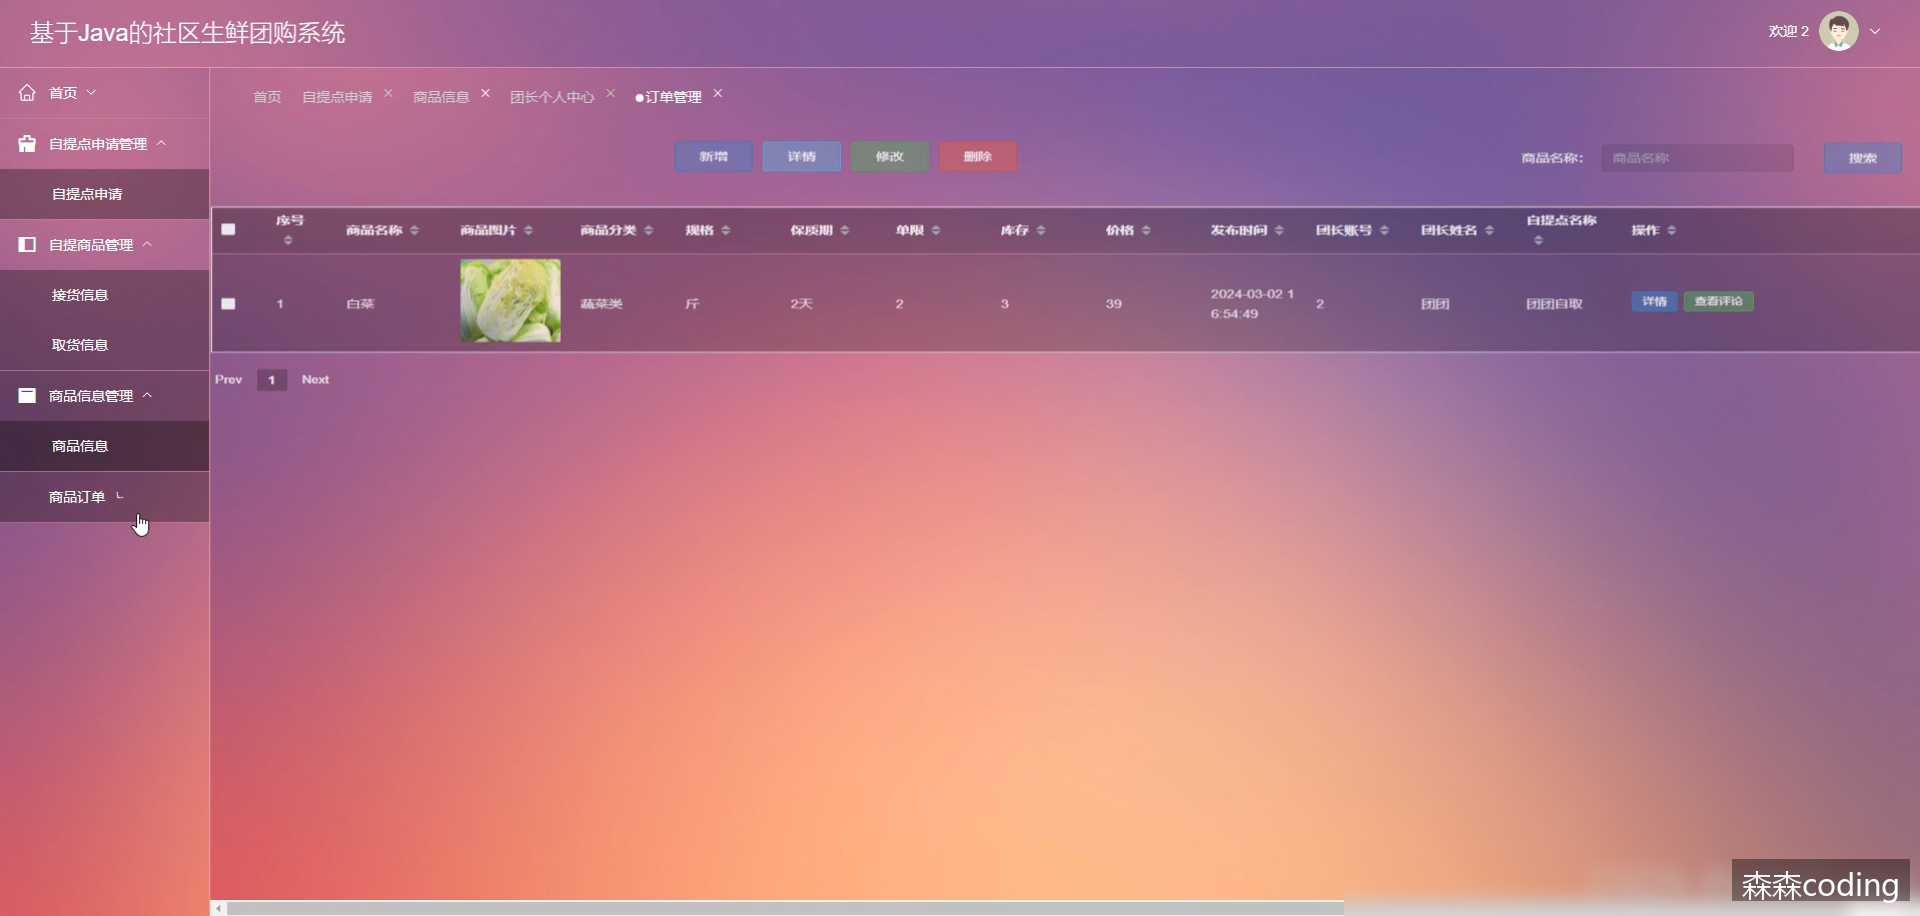 基于Java的社区生鲜团购系统
欢迎 2
首页
自提点申请管理
自提点申请
自提商品管理
接货信息
取货信息
商品信息管理
商品信息
商品订单
首页 自提点申请 商品信息 团长个人中心 订单管理
新增 详情 修改 删除 商品名称： 商品名称 搜索
序号 商品名称 商品图片 商品分类 规格 保质期 单限 库存 价格 发布时间 团长账号 团长姓名 自提点名称 操作
1 白菜 蔬菜类 斤 2天 2 3 39 2024-03-02 1 2 团团 团团自取 详情 查看评论
6:54:49
Prev 1 Next
森森coding